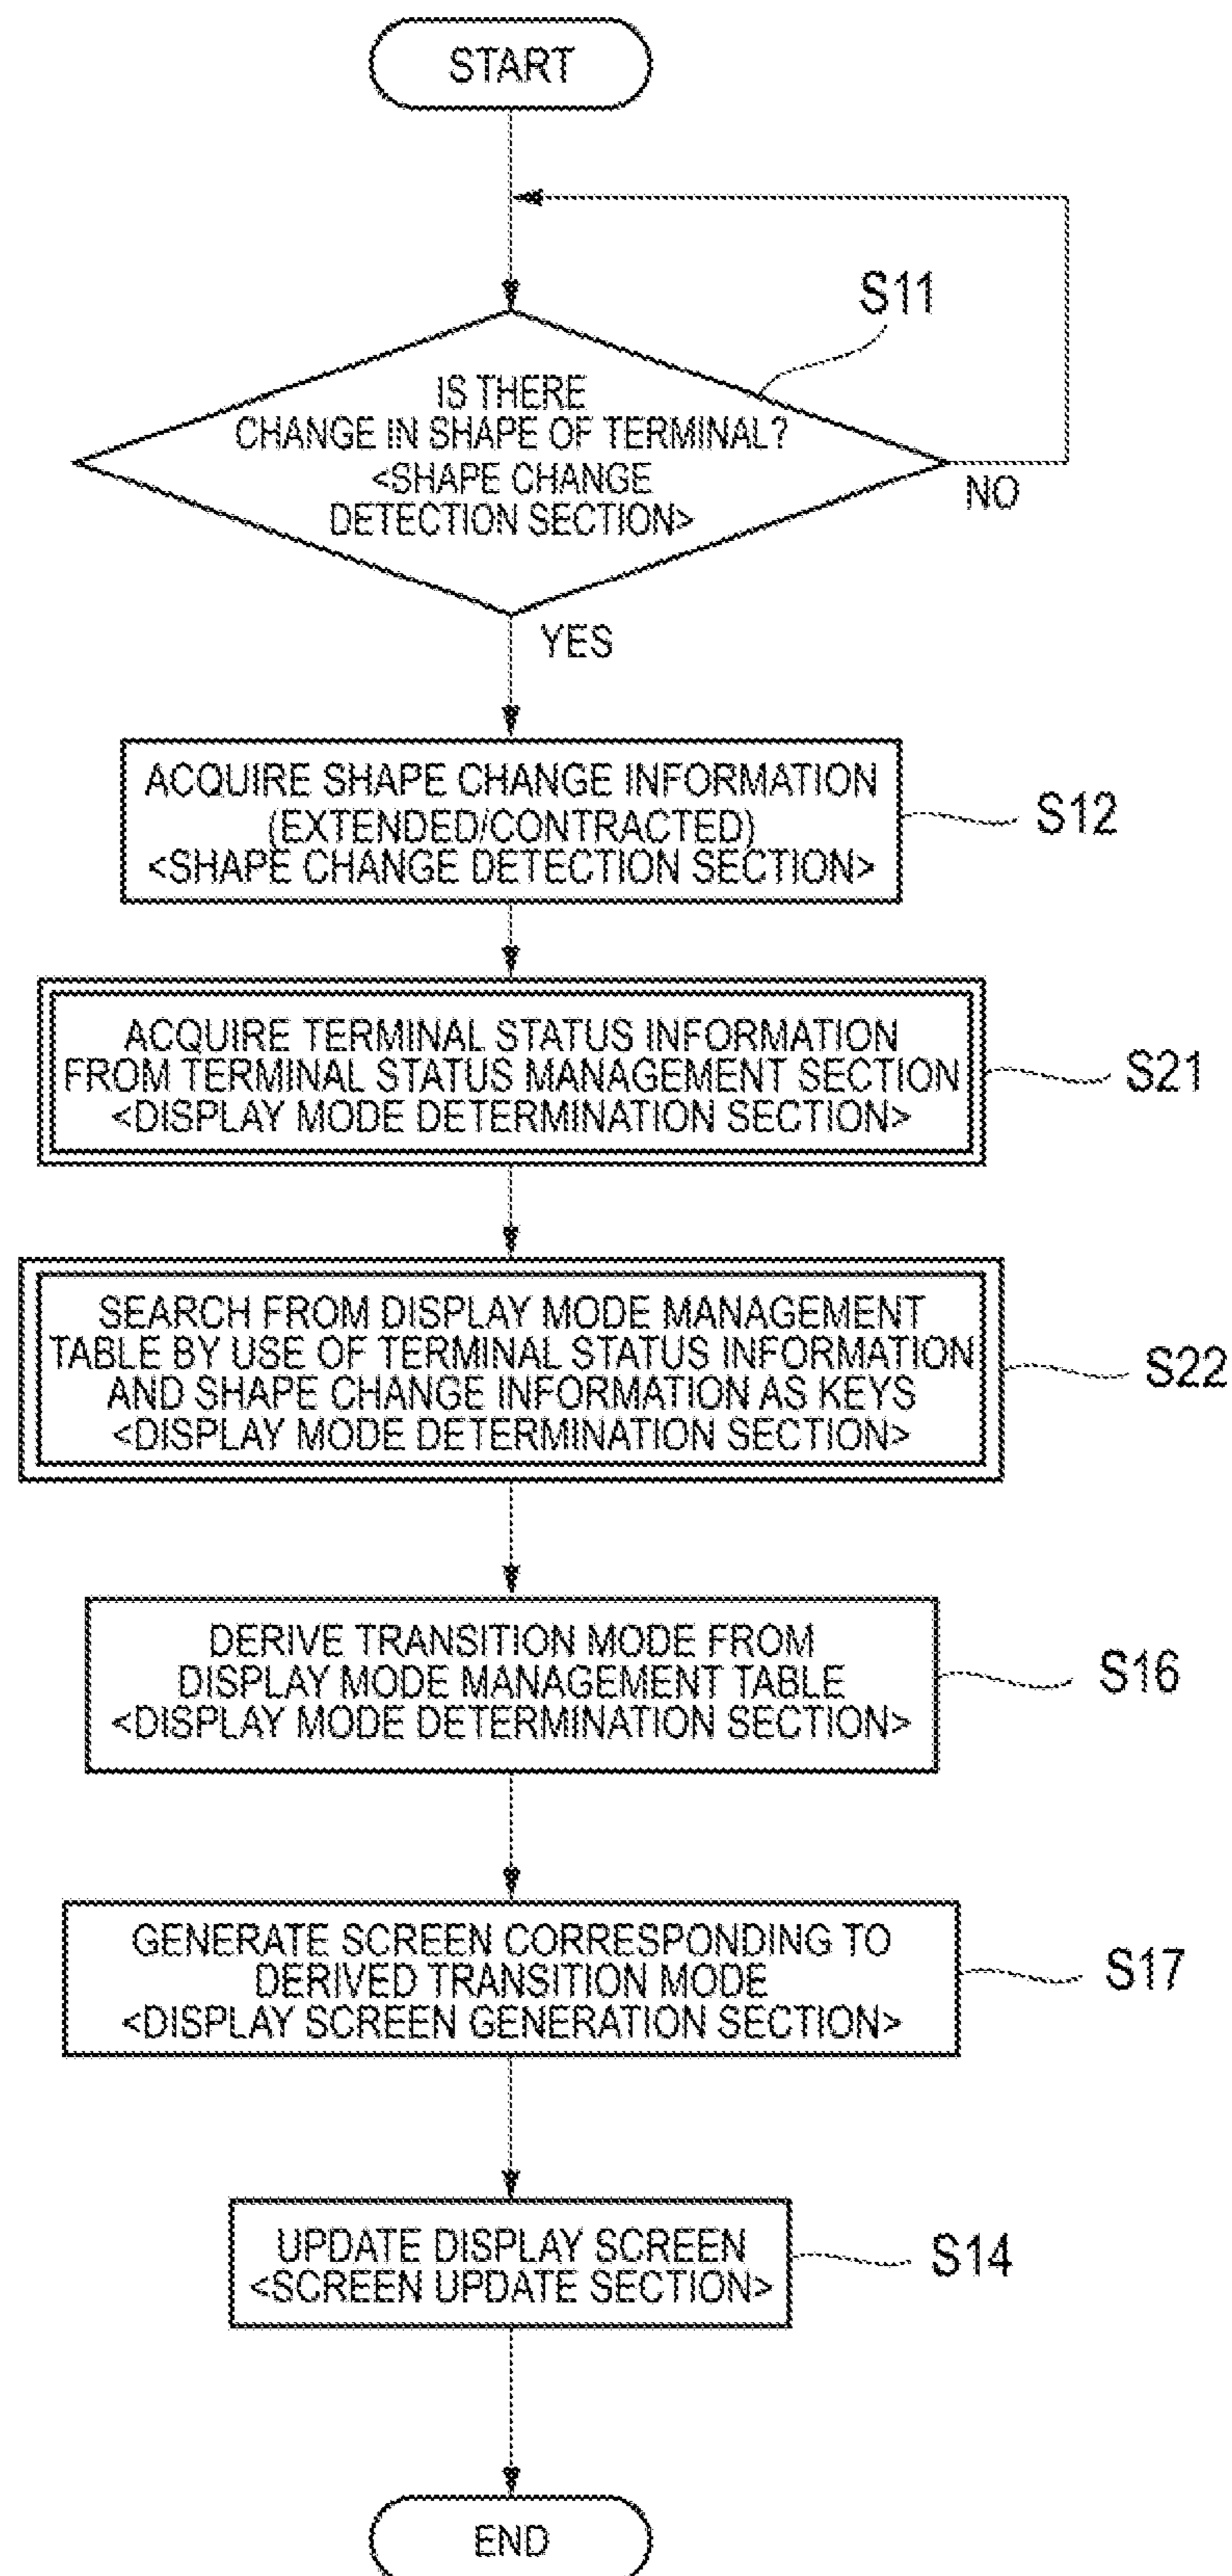 START
S11
IS THERE
CHANGE IN SHAPE OF TERMINAL?
<SHAPE CHANGE
DETECTION SECTION>
NO
YES
ACQUIRE SHAPE CHANGE INFORMATION
(EXTENDED/CONTRACTED)
<SHAPE CHANGE DETECTION SECTION>
S12
ACQUIRE TERMINAL STATUS INFORMATION
FROM TERMINAL STATUS MANAGEMENT SECTION
<DISPLAY MODE DETERMINATION SECTION>
S21
SEARCH FROM DISPLAY MODE MANAGEMENT
TABLE BY USE OF TERMINAL STATUS INFORMATION
AND SHAPE CHANGE INFORMATION AS KEYS
<DISPLAY MODE DETERMINATION SECTION>
S22
DERIVE TRANSITION MODE FROM
DISPLAY MODE MANAGEMENT TABLE
<DISPLAY MODE DETERMINATION SECTION>
S16
GENERATE SCREEN CORRESPONDING TO
DERIVED TRANSITION MODE
<DISPLAY SCREEN GENERATION SECTION>
S17
UPDATE DISPLAY SCREEN
<SCREEN UPDATE SECTION>
S14
END